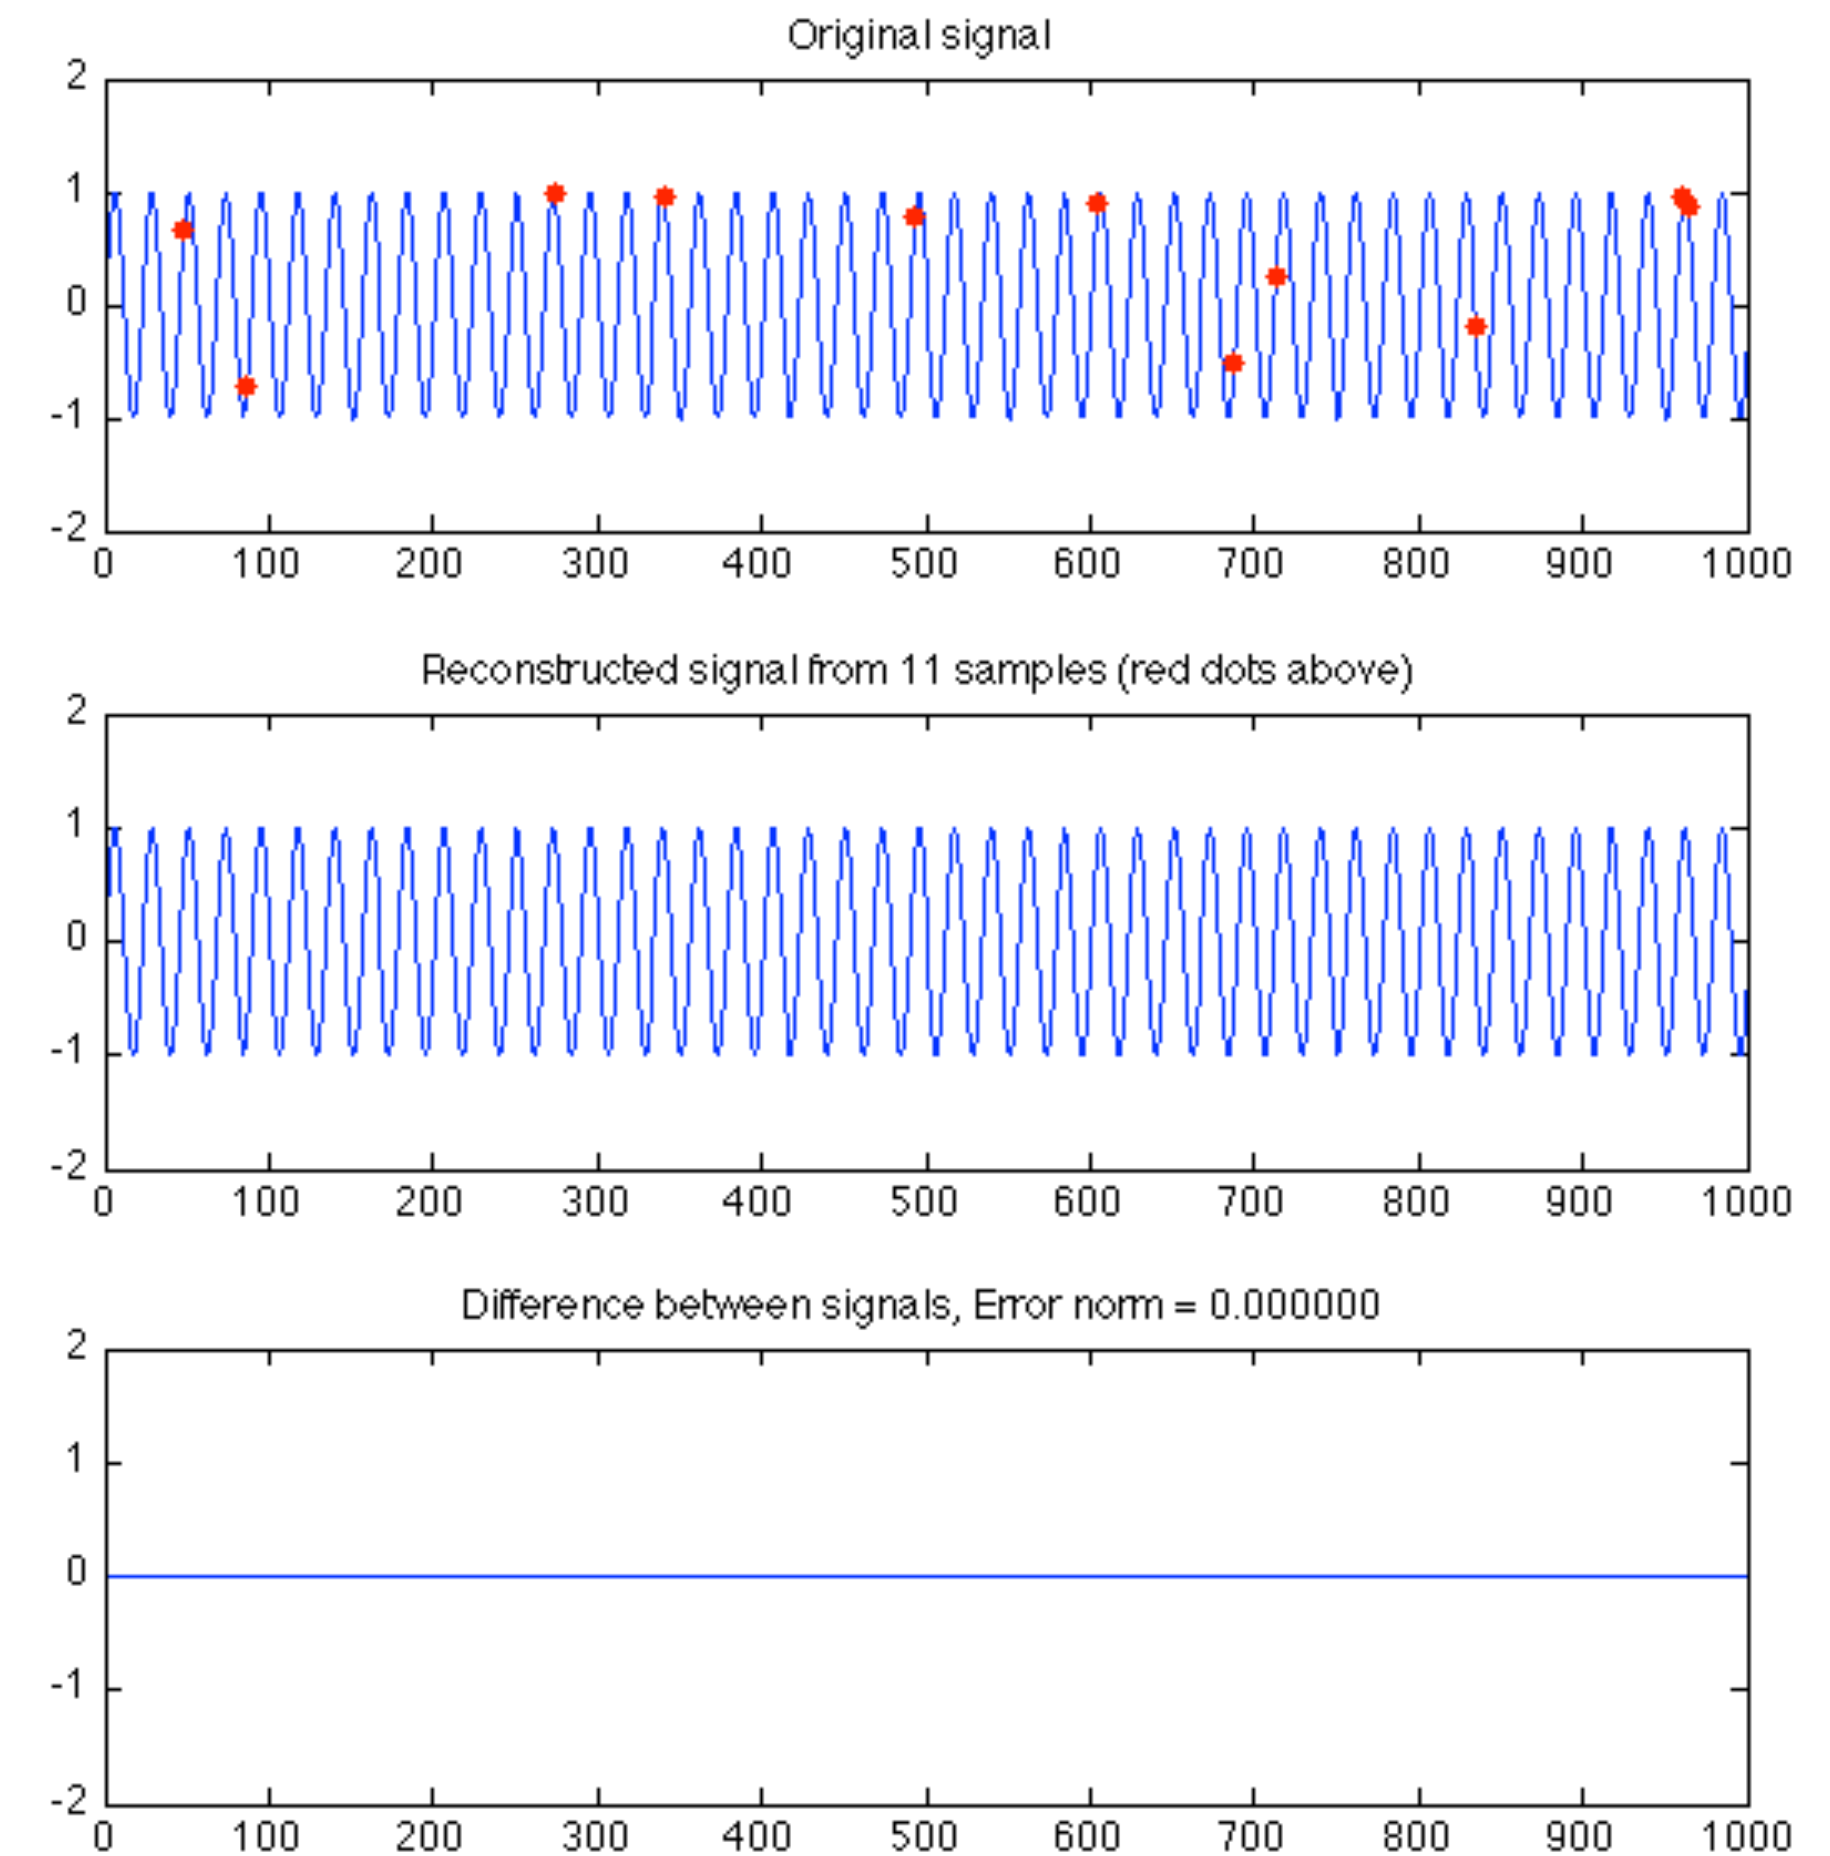 Original signal
2
1
0
-1
-2
0 100 200 300 400 500 600 700 800 900 1000
Reconstructed signal from 11 samples (red dots above)
2
1
0
-1
-2
0 100 200 300 400 500 600 700 800 900 1000
Difference between signals, Error norm = 0.000000
2
1
0
-1
-2
0 100 200 300 400 500 600 700 800 900 1000